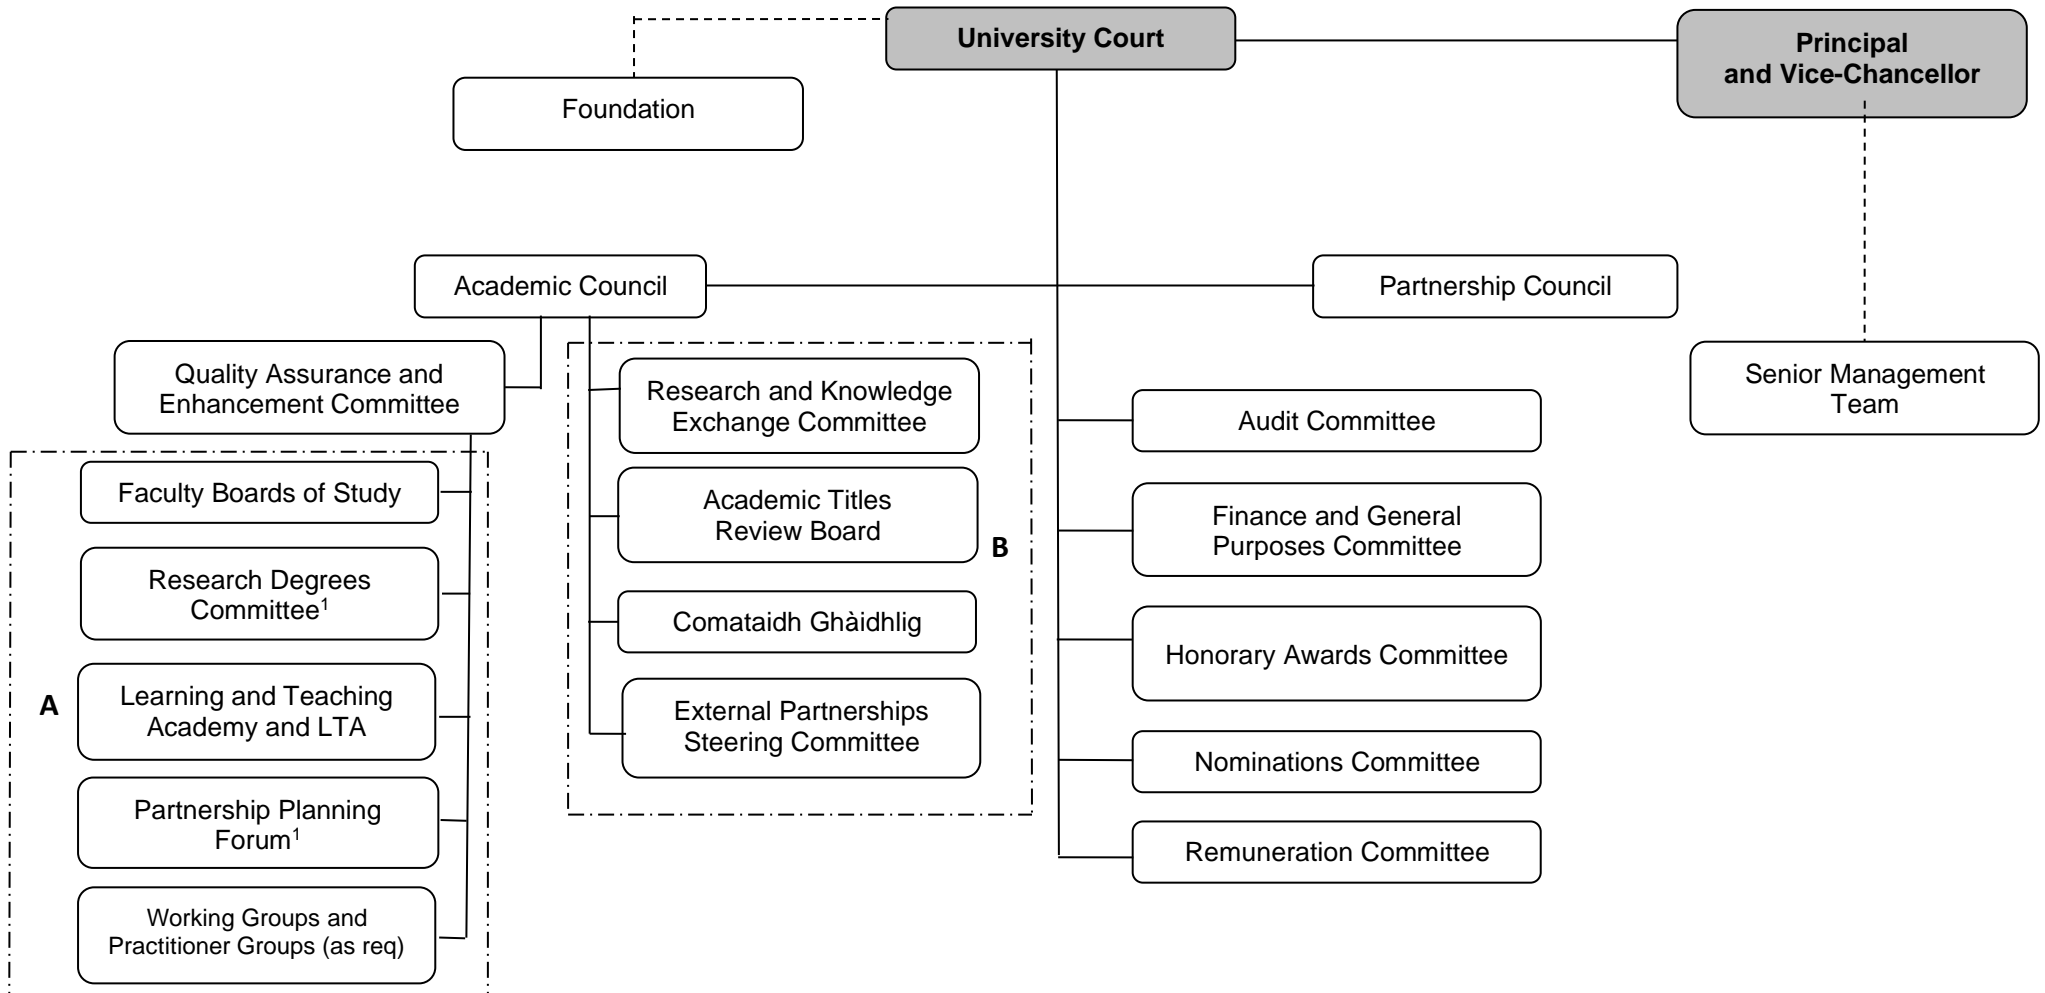 University Court
Principal
and Vice-Chancellor
Foundation
Academic Council
Partnership Council
Quality Assurance and
Enhancement Committee
Senior Management
Team
Research and Knowledge
Exchange Committee
Academic Titles
Review Board
B
Comataidh Ghàidhlig
External Partnerships
Steering Committee
Audit Committee
Finance and General
Purposes Committee
Honorary Awards Committee
Nominations Committee
Remuneration Committee
Faculty Boards of Study
Research Degrees
Committee¹
A
Learning and Teaching
Academy and LTA
Partnership Planning
Forum¹
Working Groups and
Practitioner Groups (as req)